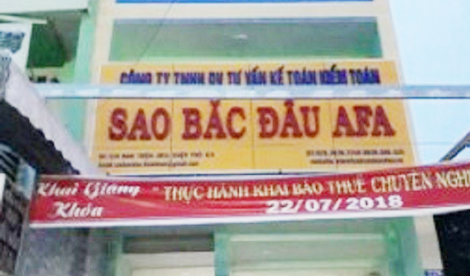 CÔNG TY TNHH DV TƯ VẤN KẾ TOÁN KIỂM TOÁN
SAO BẮC ĐẨU AFA
Khai Giảng Khóa
"THỰC HÀNH KHAI BÁO THUẾ CHUYÊN NGHI
22/07/2018